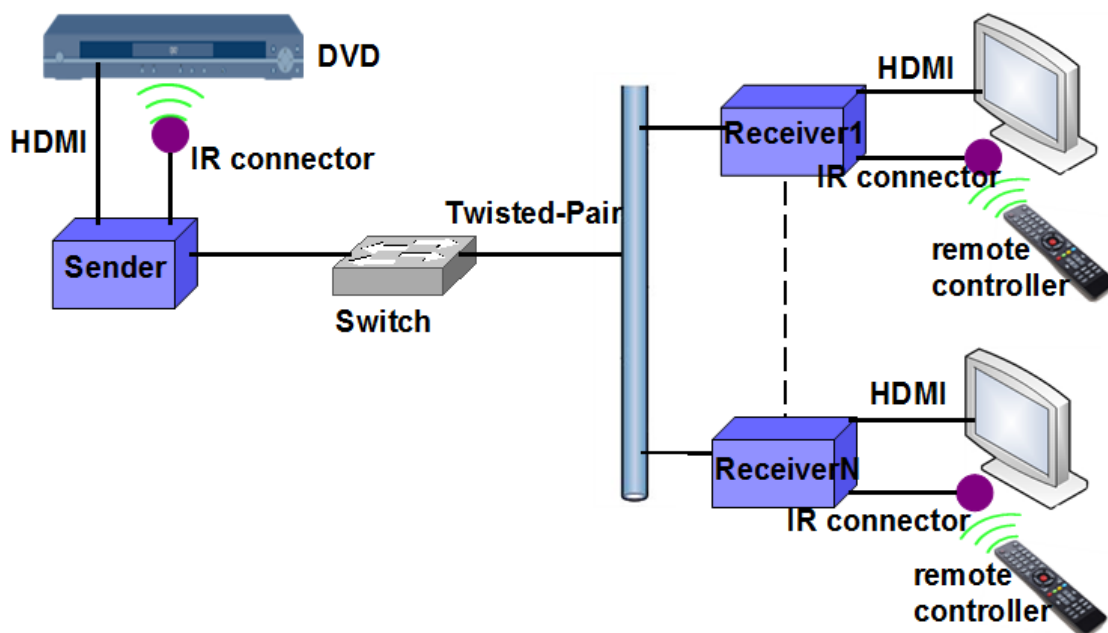 DVD
HDMI
IR connector
Sender
Switch
Twisted-Pair
HDMI
Receiver1
IR connector
remote
controller
HDMI
ReceiverN
IR connector
remote
controller